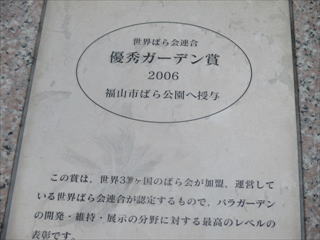 世界ばら会連合
優秀ガーデン賞
2006
福山市ばら公園へ授与
この賞は、世界3ヶ国のばら会が加盟、運営して
いる世界ばら会連合が認定するもので、バラガーデン
の開発・維持・展示の分野に対する最高のレベルの
表彰です。